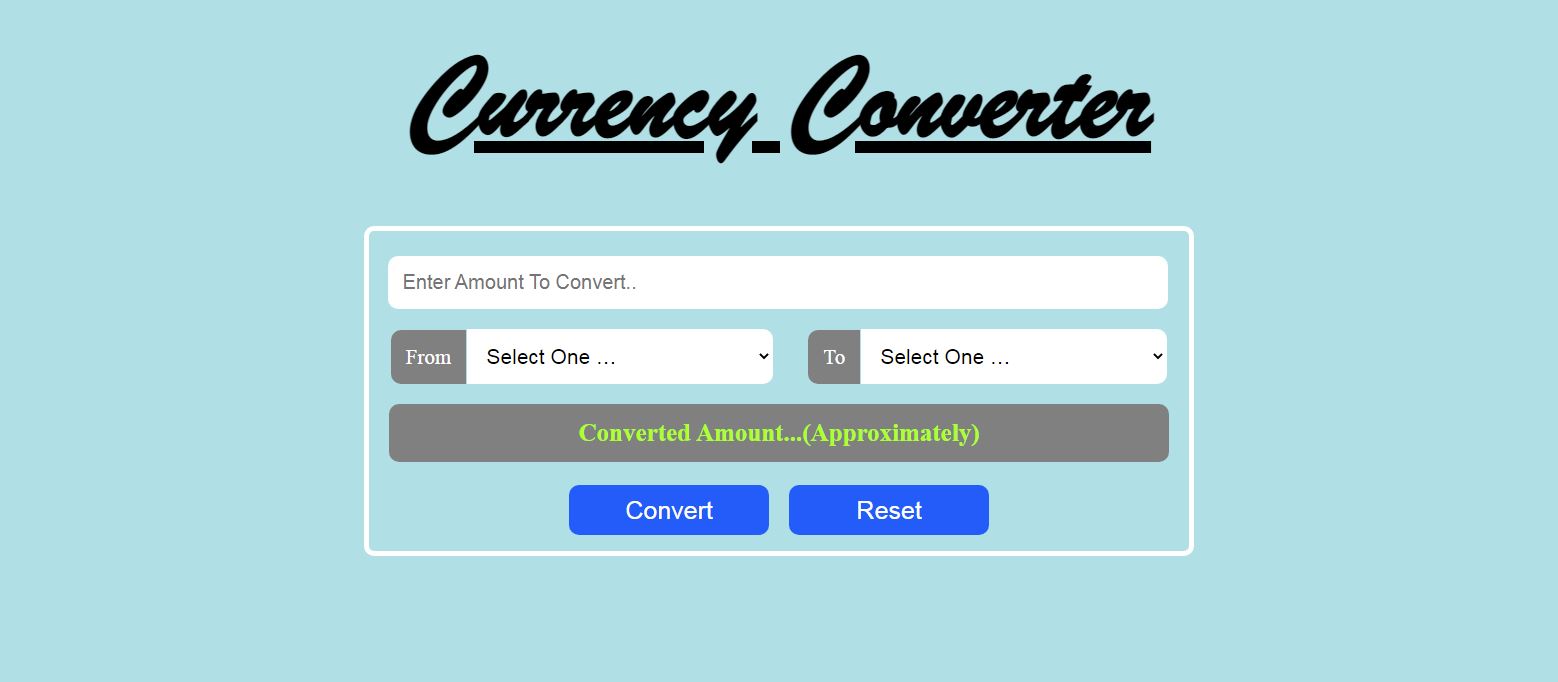 Currency Converter
Enter Amount To Convert..
From Select One … To Select One …
Converted Amount...(Approximately)
Convert Reset